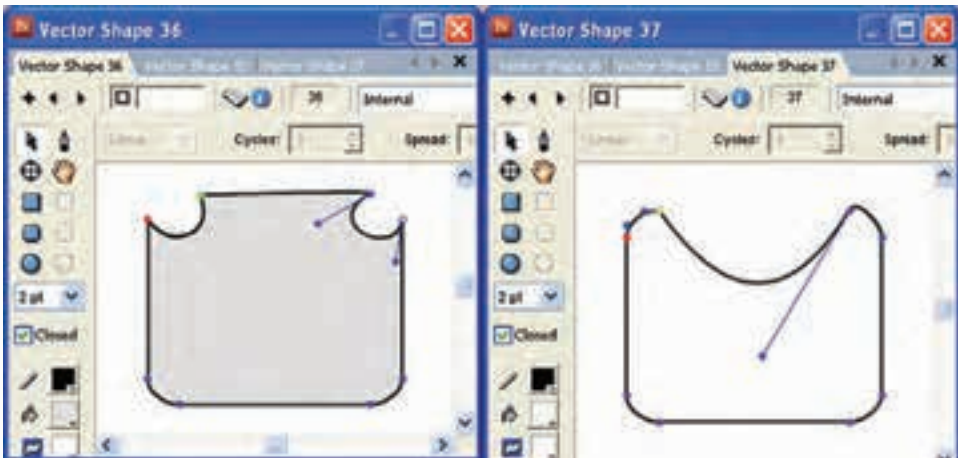 Vector Shape 36
Vector Shape 36
36
Internal
Cycles:
Spread:
2 pt
Closed
Vector Shape 37
Vector Shape 37
37
Internal
Cycles:
Spread:
2 pt
Closed